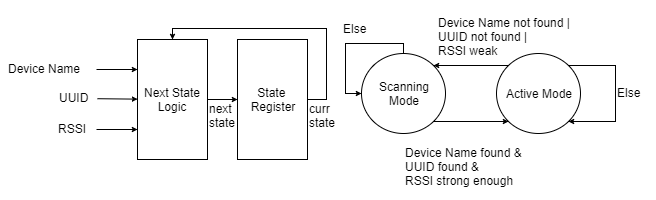 Device Name
UUID
RSSI
Next State
Logic
next
state
State
Register
curr
state
Else
Device Name not found |
UUID not found |
RSSI weak
Scanning
Mode
Active Mode
Else
Device Name found &
UUID found &
RSSI strong enough